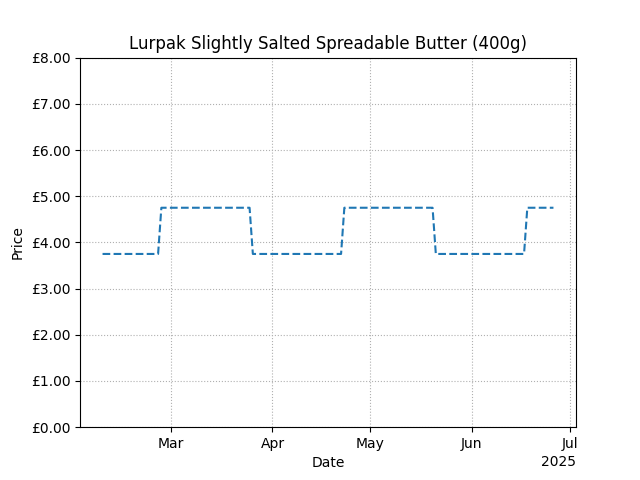 Lurpak Slightly Salted Spreadable Butter (400g)
£8.00
£7.00
£6.00
£5.00
£4.00
£3.00
£2.00
£1.00
£0.00
Price
Mar Apr May Jun Jul
2025
Date